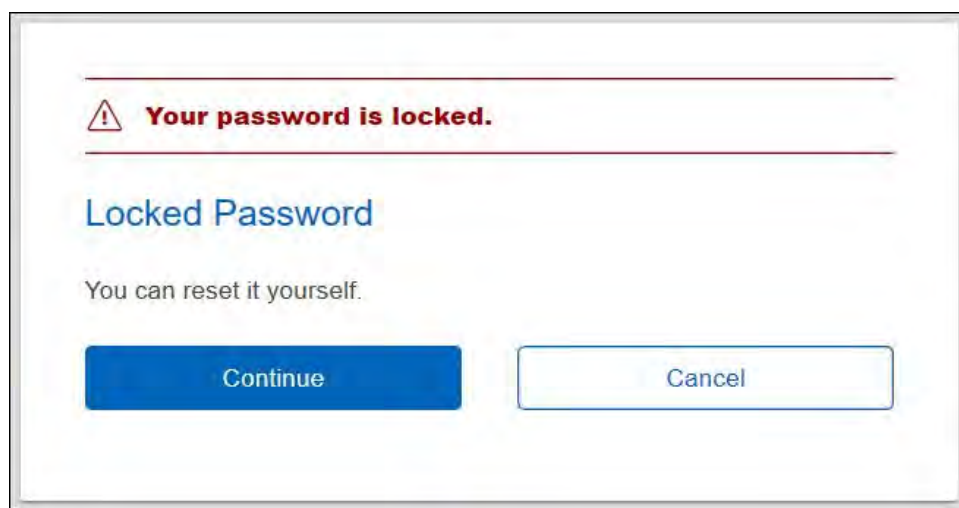 Your password is locked.
Locked Password
You can reset it yourself.
Continue
Cancel